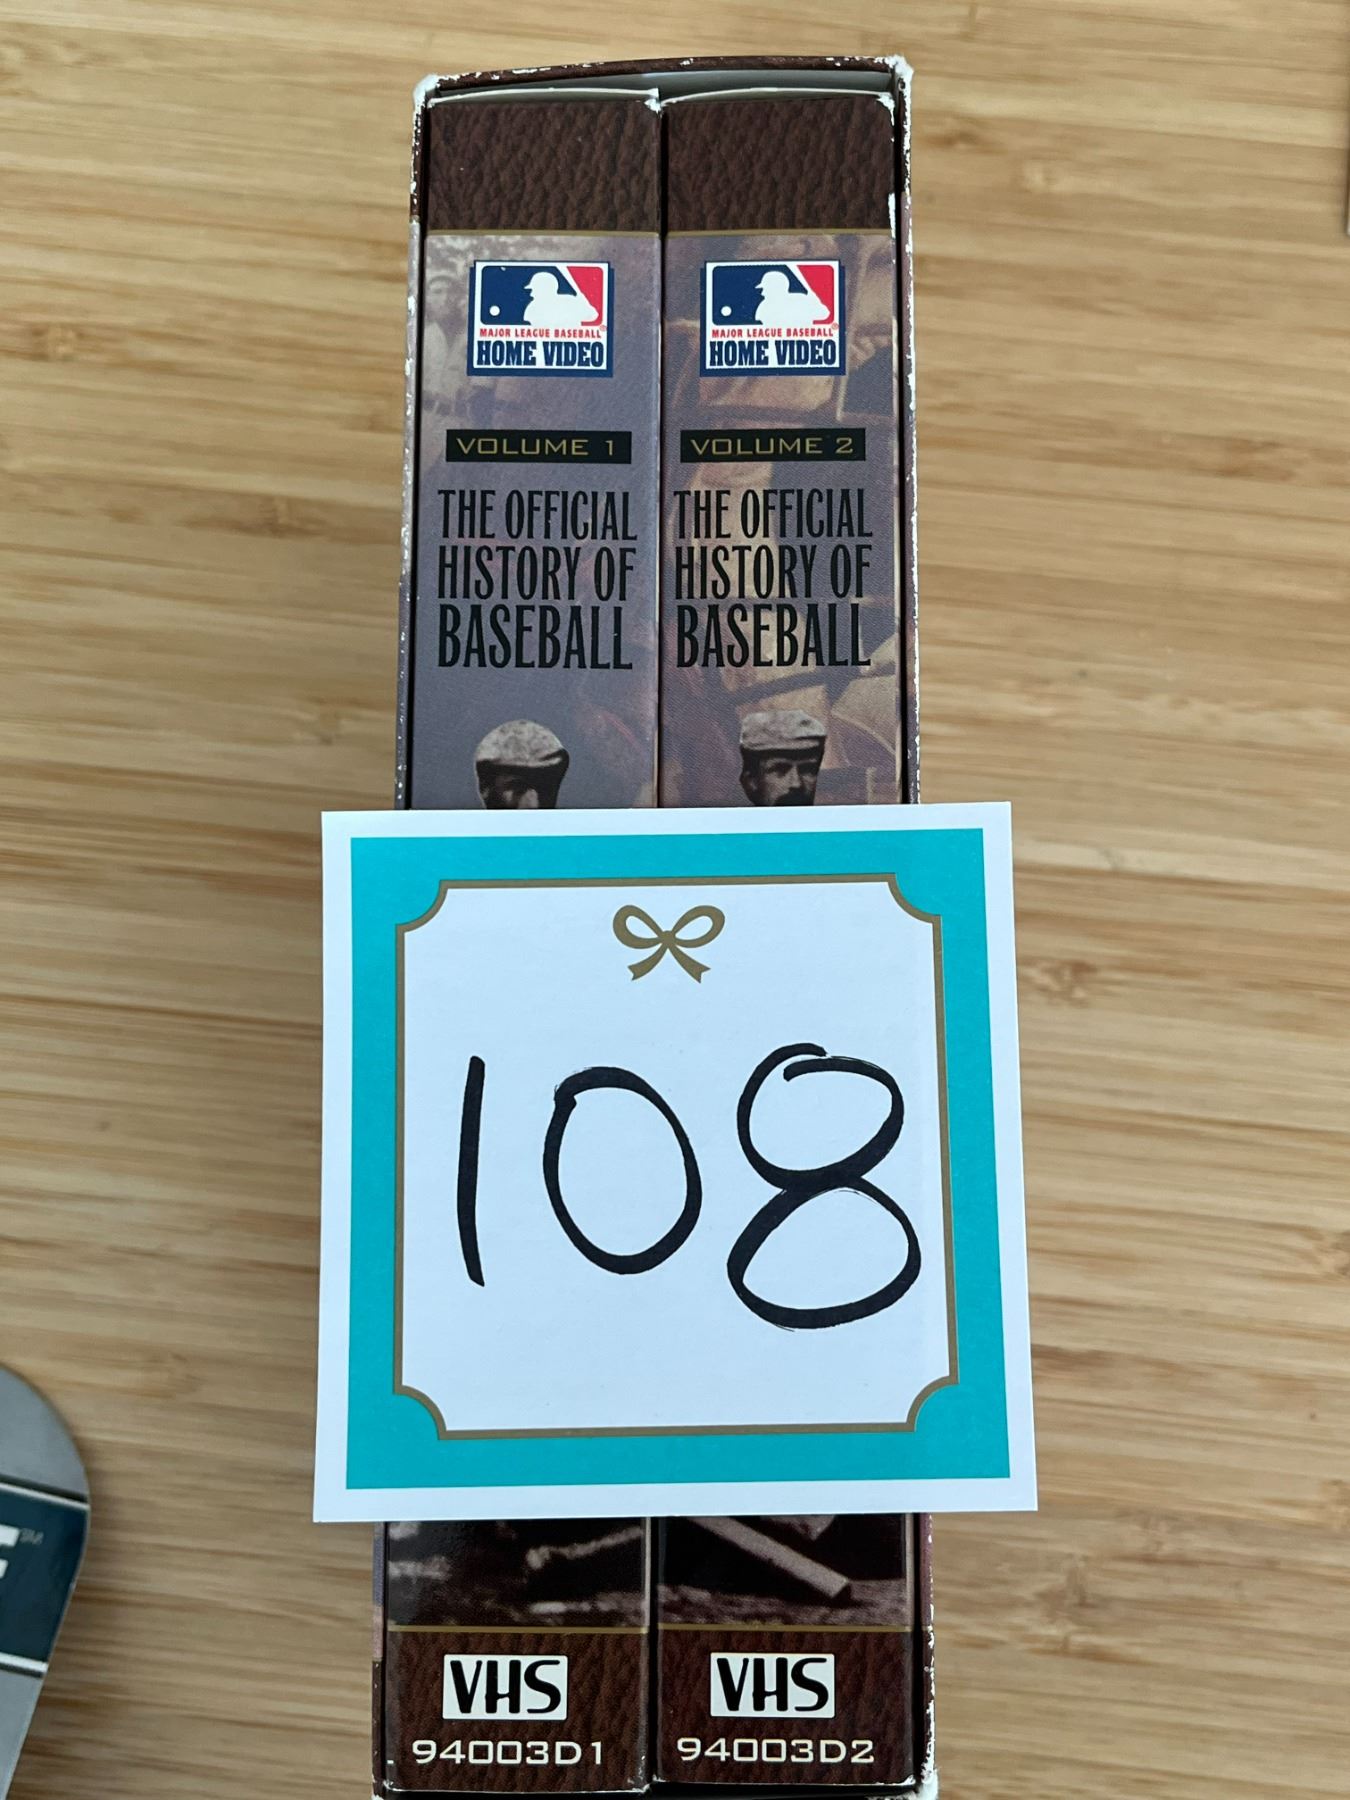 MAJOR LEAGUE BASEBALL®
HOME VIDEO
VOLUME 1
THE OFFICIAL
HISTORY OF
BASEBALL
MAJOR LEAGUE BASEBALL
HOME VIDEO
VOLUME 2
THE OFFICIAL
HISTORY OF
BASEBALL
108
VHS
94003D1
VHS
94003D2
TM